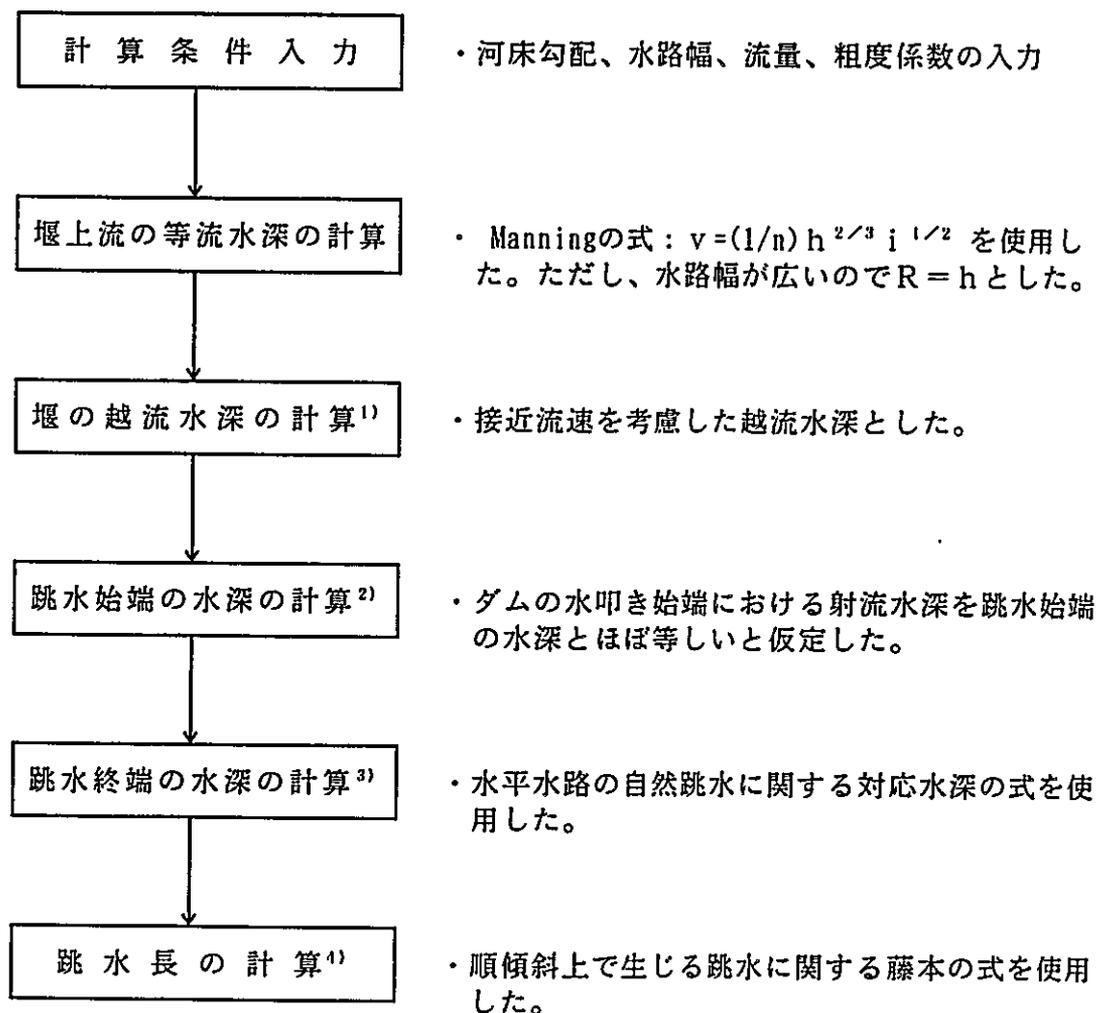 計算条件入力
・河床勾配、水路幅、流量、粗度係数の入力
堰上流の等流水深の計算
・ Manningの式：v=(1/n)h^2/3 i^1/2 を使用し
た。ただし、水路幅が広いのでR＝hとした。
堰の越流水深の計算1)
・接近流速を考慮した越流水深とした。
跳水始端の水深の計算2)
・ダムの水叩き始端における射流水深を跳水始端
の水深とほぼ等しいと仮定した。
跳水終端の水深の計算3)
・水平水路の自然跳水に関する対応水深の式を使
用した。
跳水長の計算4)
・順傾斜上で生じる跳水に関する藤本の式を使用
した。